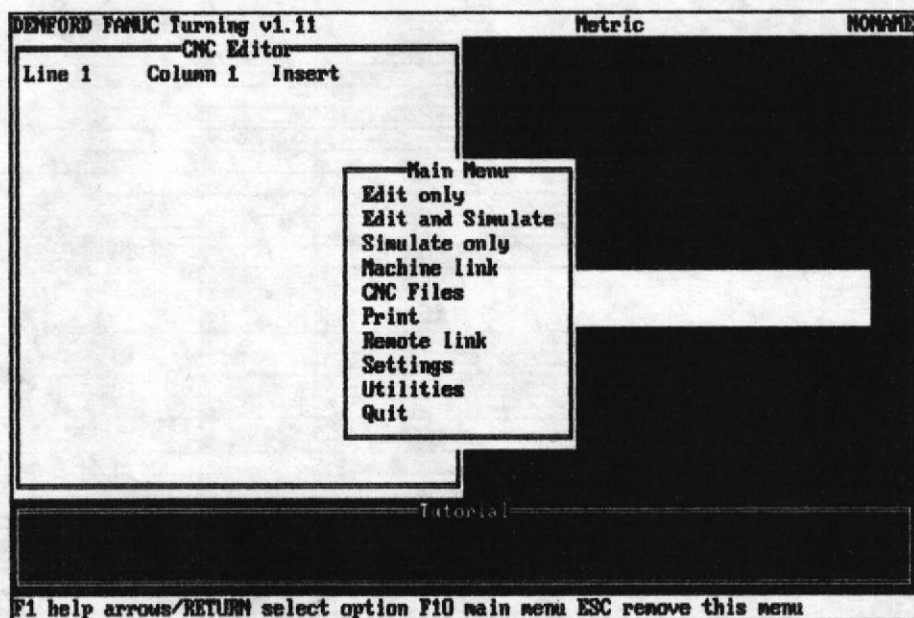 DENFORD FANUC Turning v1.11 Metric NONAME
CNC Editor
Line 1 Column 1 Insert
Main Menu
Edit only
Edit and Simulate
Simulate only
Machine link
CNC Files
Print
Remote link
Settings
Utilities
Quit
Tutorial
F1 help arrows/RETURN select option F10 main menu ESC remove this menu